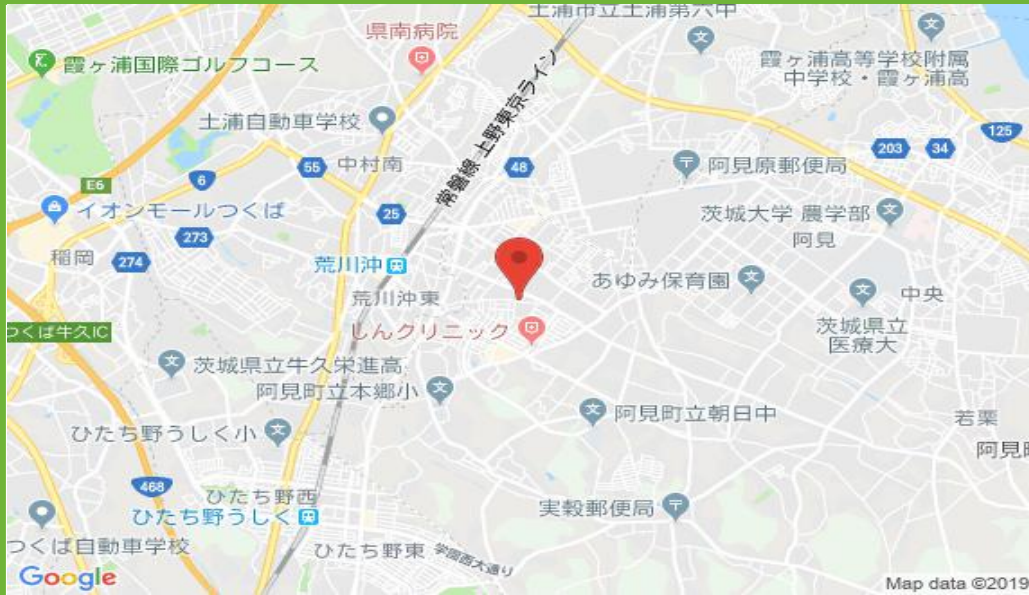 土浦市立土浦第六中
県南病院
霞ヶ浦国際ゴルフコース
霞ヶ浦高等学校附属
中学校・霞ヶ浦高
土浦自動車学校
常磐線 上野東京ライン
125
203
34
55
中村南
48
阿見原郵便局
6
E6
イオンモールつくば
25
茨城大学 農学部
阿見
273
稲岡
274
荒川沖
荒川沖東
あゆみ保育園
中央
つくば牛久IC
しんクリニック
茨城県立
医療大
茨城県立牛久栄進高
阿見町立本郷小
阿見町立朝日中
若栗
ひたち野うしく小
阿見町
468
ひたち野西
ひたち野うしく
実穀郵便局
つくば自動車学校
ひたち野東
学園西大通り
Google
Map data ©2019